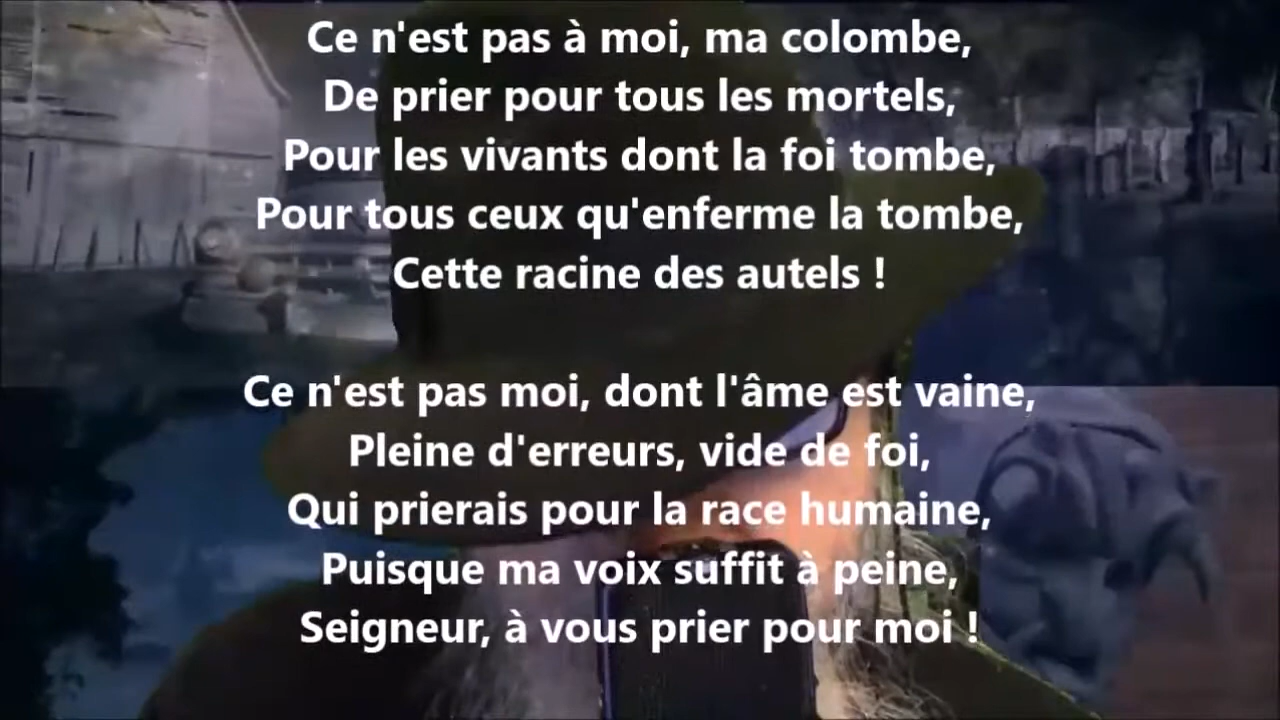 Ce n'est pas à moi, ma colombe,
De prier pour tous les mortels,
Pour les vivants dont la foi tombe,
Pour tous ceux qu'enferme la tombe,
Cette racine des autels !
Ce n'est pas moi, dont l'âme est vaine,
Pleine d'erreurs, vide de foi,
Qui prierais pour la race humaine,
Puisque ma voix suffit à peine,
Seigneur, à vous prier pour moi !